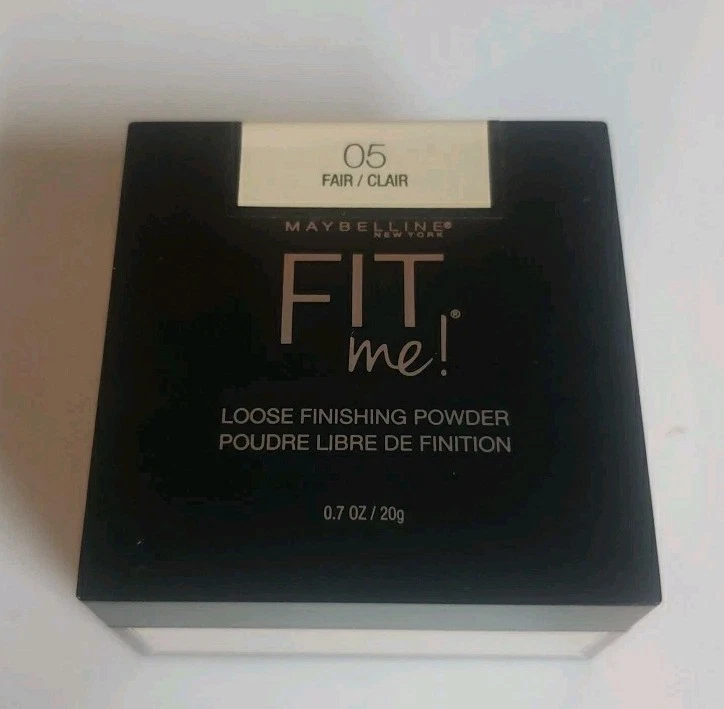 05
FAIR / CLAIR
MAYBELLINE®
NEW YORK
FIT
me!®
LOOSE FINISHING POWDER
POUDRE LIBRE DE FINITION
0.7 OZ / 20g